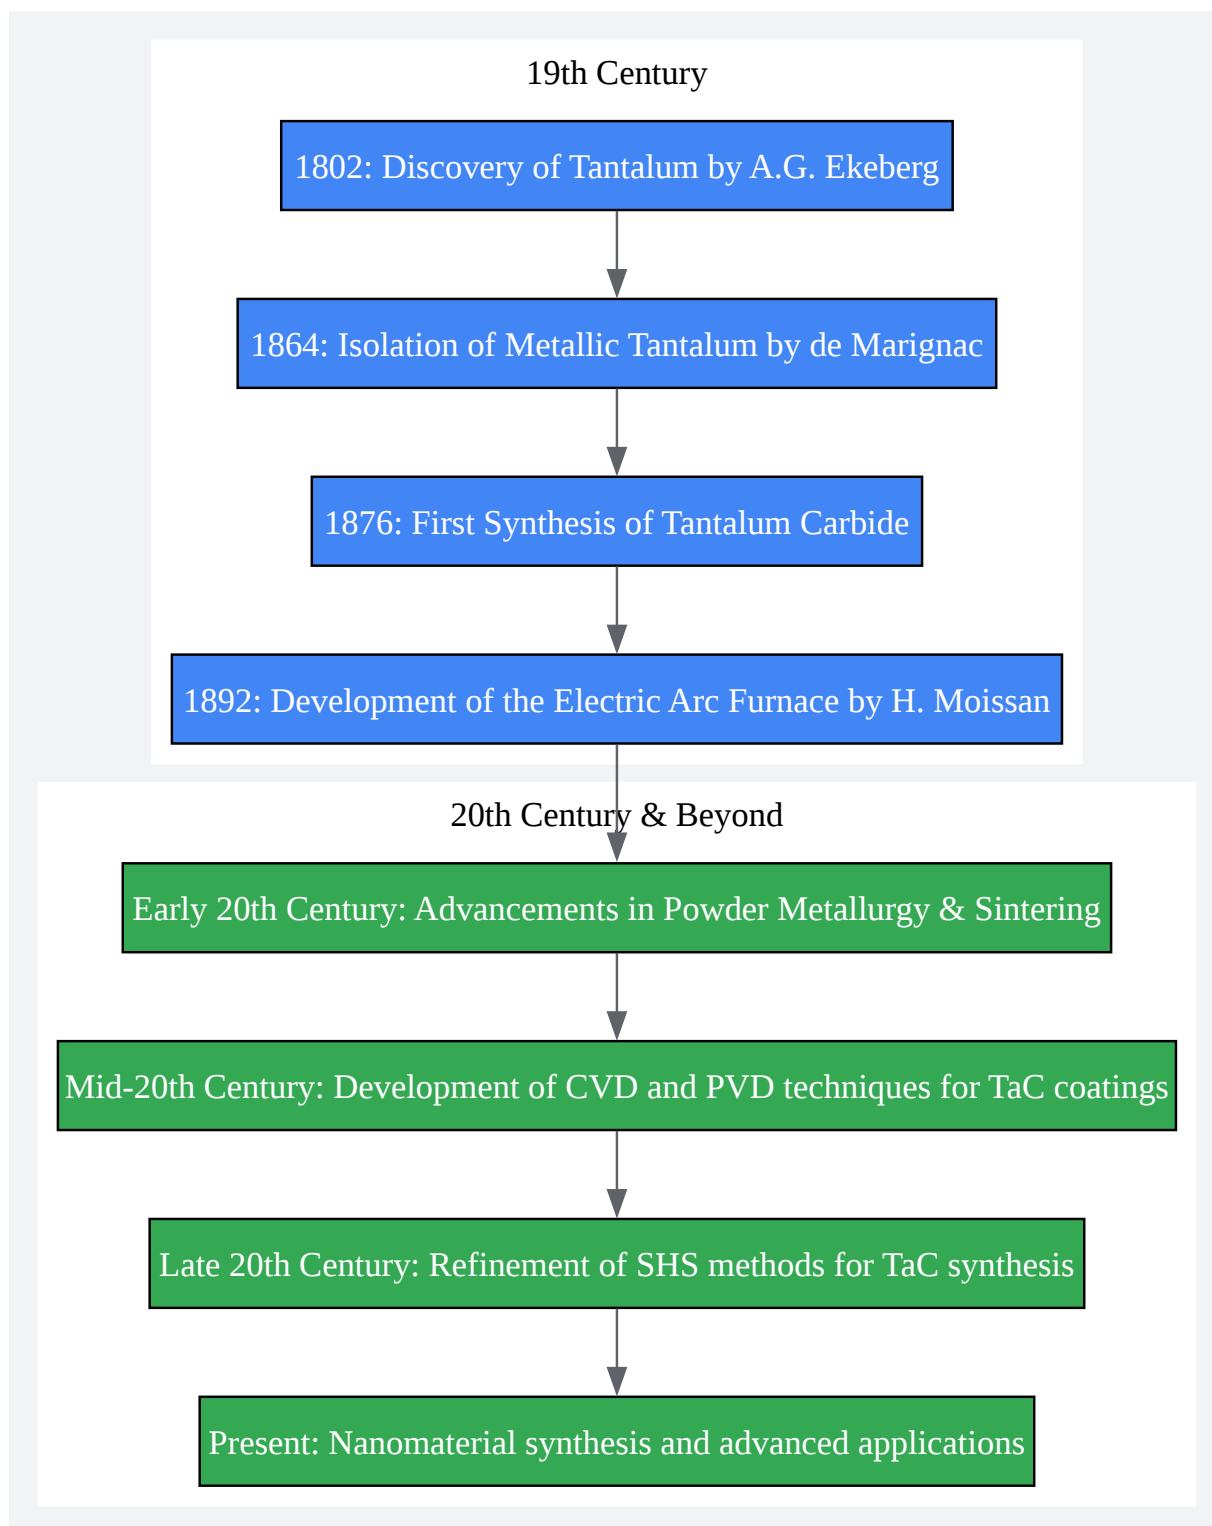 19th Century
1802: Discovery of Tantalum by A.G. Ekeberg
1864: Isolation of Metallic Tantalum by de Marignac
1876: First Synthesis of Tantalum Carbide
1892: Development of the Electric Arc Furnace by H. Moissan
20th Century & Beyond
Early 20th Century: Advancements in Powder Metallurgy & Sintering
Mid-20th Century: Development of CVD and PVD techniques for TaC coatings
Late 20th Century: Refinement of SHS methods for TaC synthesis
Present: Nanomaterial synthesis and advanced applications